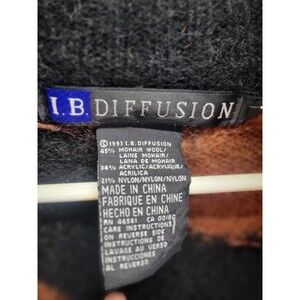 I.B. DIFFUSION
©1993 I.B. DIFFUSION
45% MOHAIR WOOL/
LAINE MOHAIR/
LANA DE MOHAIR
34% ACRYLIC/ACRYLIQUE/
ACRILICA
21% NYLON/NYLON/NYLON
MADE IN CHINA
FABRIQUE EN CHINE
HECHO EN CHINA
RN 46561 CA
CARE INSTRUCTIONS
ON REVERSE SIDE
INSTRUCTIONS DE
LAVAGE AU VERSO
INSTRUCCIONES
AL REVERSO